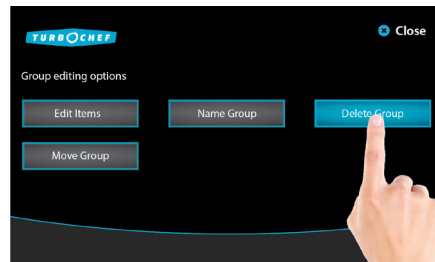 TURBOCHEF
Close
Group editing options
Edit Items
Name Group
Delete Group
Move Group